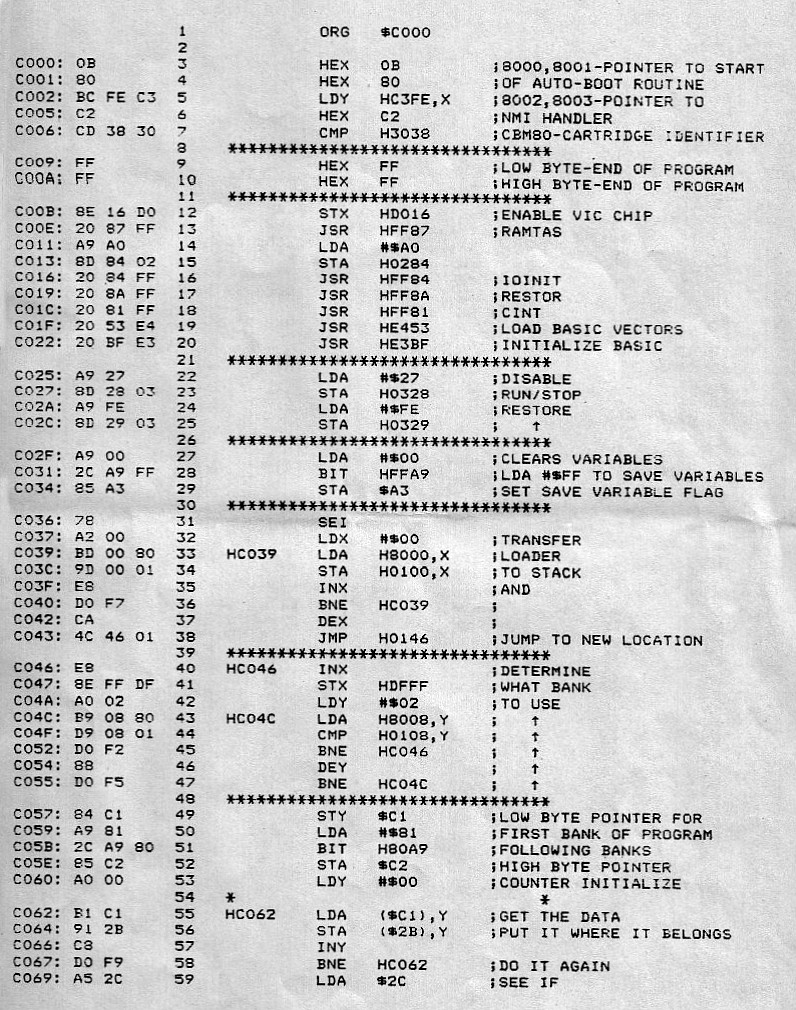 1 ORG $C000
2
C000: 0B 3 HEX 0B ;8000,8001-POINTER TO START
C001: 80 4 HEX 80 ;OF AUTO-BOOT ROUTINE
C002: BC FE C3 5 LDY HC3FE,X ;8002,8003-POINTER TO
C005: C2 6 HEX C2 ;NMI HANDLER
C006: CD 38 30 7 CMP H3038 ;CBM80-CARTRIDGE IDENTIFIER
8 *******************************
C009: FF 9 HEX FF ;LOW BYTE-END OF PROGRAM
C00A: FF 10 HEX FF ;HIGH BYTE-END OF PROGRAM
11 *******************************
C00B: 8E 16 D0 12 STX HD016 ;ENABLE VIC CHIP
C00E: 20 87 FF 13 JSR HFF87 ;RAMTAS
C011: A9 A0 14 LDA #$A0
C013: 8D 84 02 15 STA H0284
C016: 20 84 FF 16 JSR HFF84 ;IOINIT
C019: 20 8A FF 17 JSR HFF8A ;RESTOR
C01C: 20 81 FF 18 JSR HFF81 ;CINT
C01F: 20 53 E4 19 JSR HE453 ;LOAD BASIC VECTORS
C022: 20 BF E3 20 JSR HE3BF ;INITIALIZE BASIC
21 *******************************
C025: A9 27 22 LDA #$27 ;DISABLE
C027: 8D 28 03 23 STA H0328 ;RUN/STOP
C02A: A9 FE 24 LDA #$FE ;RESTORE
C02C: 8D 29 03 25 STA H0329 ; ↑
26 *******************************
C02F: A9 00 27 LDA #$00 ;CLEARS VARIABLES
C031: 2C A9 FF 28 BIT HFFA9 ;LDA #$FF TO SAVE VARIABLES
C034: 85 A3 29 STA $A3 ;SET SAVE VARIABLE FLAG
30 *******************************
C036: 78 31 SEI
C037: A2 00 32 LDX #$00 ;TRANSFER
C039: BD 00 80 33 HC039 LDA H8000,X ;LOADER
C03C: 9D 00 01 34 STA H0100,X ;TO STACK
C03F: E8 35 INX ;AND
C040: D0 F7 36 BNE HC039 ;
C042: CA 37 DEX ;
C043: 4C 46 01 38 JMP H0146 ;JUMP TO NEW LOCATION
39 *******************************
C046: E8 40 HC046 INX ;DETERMINE
C047: 8E FF DF 41 STX HDFFF ;WHAT BANK
C04A: A0 02 42 LDY #$02 ;TO USE
C04C: B9 08 80 43 HC04C LDA H8008,Y ; ↑
C04F: D9 08 01 44 CMP H0108,Y ; ↑
C052: D0 F2 45 BNE HC046 ; ↑
C054: 88 46 DEY ; ↑
C055: D0 F5 47 BNE HC04C ; ↑
48 *******************************
C057: 84 C1 49 STY $C1 ;LOW BYTE POINTER FOR
C059: A9 81 50 LDA #$81 ;FIRST BANK OF PROGRAM
C05B: 2C A9 80 51 BIT H80A9 ;FOLLOWING BANKS
C05E: 85 C2 52 STA $C2 ;HIGH BYTE POINTER
C060: A0 00 53 LDY #$00 ;COUNTER INITIALIZE
54 * *
C062: B1 C1 55 HC062 LDA ($C1),Y ;GET THE DATA
C064: 91 2B 56 STA ($2B),Y ;PUT IT WHERE IT BELONGS
C066: C8 57 INY
C067: D0 F9 58 BNE HC062 ;DO IT AGAIN
C069: A5 2C 59 LDA $2C ;SEE IF